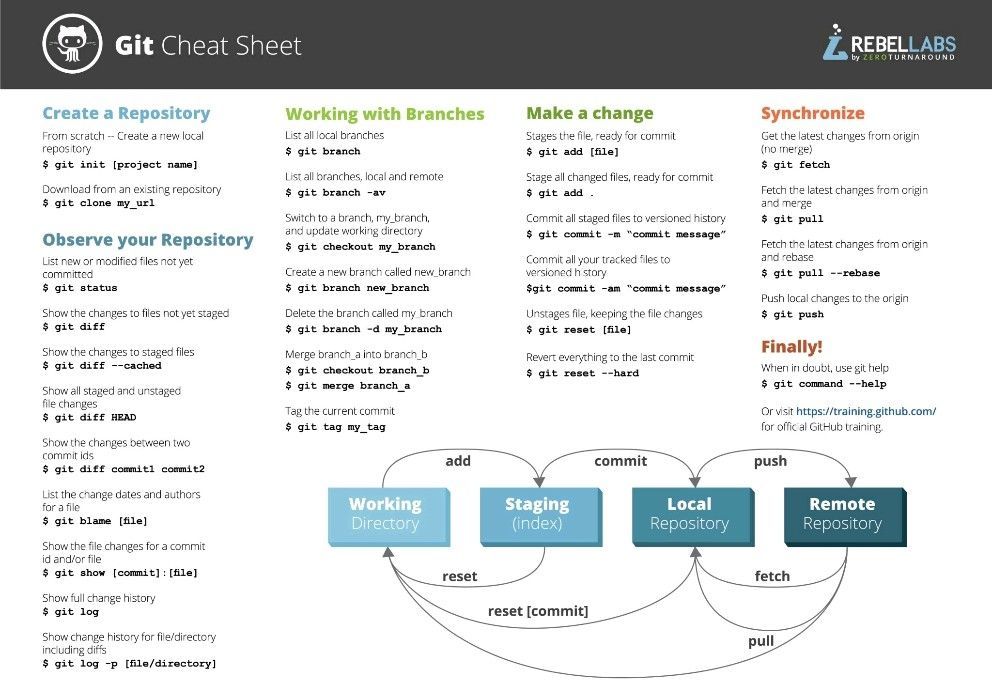 Git Cheat Sheet
REBELLABS
by ZEROTURNAROUND
Create a Repository
From scratch -- Create a new local
repository
$ git init [project name]
Download from an existing repository
$ git clone my_url
Observe your Repository
List new or modified files not yet
committed
$ git status
Show the changes to files not yet staged
$ git diff
Show the changes to staged files
$ git diff --cached
Show all staged and unstaged
file changes
$ git diff HEAD
Show the changes between two
commit ids
$ git diff commit1 commit2
List the change dates and authors
for a file
$ git blame [file]
Show the file changes for a commit
id and/or file
$ git show [commit]:[file]
Show full change history
$ git log
Show change history for file/directory
including diffs
$ git log -p [file/directory]
Working with Branches
List all local branches
$ git branch
List all branches, local and remote
$ git branch -av
Switch to a branch, my_branch,
and update working directory
$ git checkout my_branch
Create a new branch called new_branch
$ git branch new_branch
Delete the branch called my_branch
$ git branch -d my_branch
Merge branch_a into branch_b
$ git checkout branch_b
$ git merge branch_a
Tag the current commit
$ git tag my_tag
Make a change
Stages the file, ready for commit
$ git add [file]
Stage all changed files, ready for commit
$ git add .
Commit all staged files to versioned history
$ git commit -m “commit message”
Commit all your tracked files to
versioned h story
$git commit -am “commit message”
Unstages file, keeping the file changes
$ git reset [file]
Revert everything to the last commit
$ git reset --hard
Synchronize
Get the latest changes from origin
(no merge)
$ git fetch
Fetch the latest changes from origin
and merge
$ git pull
Fetch the latest changes from origin
and rebase
$ git pull --rebase
Push local changes to the origin
$ git push
Finally!
When in doubt, use git help
$ git command --help
Or visit https://training.github.com/
for official GitHub training.
add
commit
push
Working
Directory
Staging
(index)
Local
Repository
Remote
Repository
reset
fetch
reset [commit]
pull